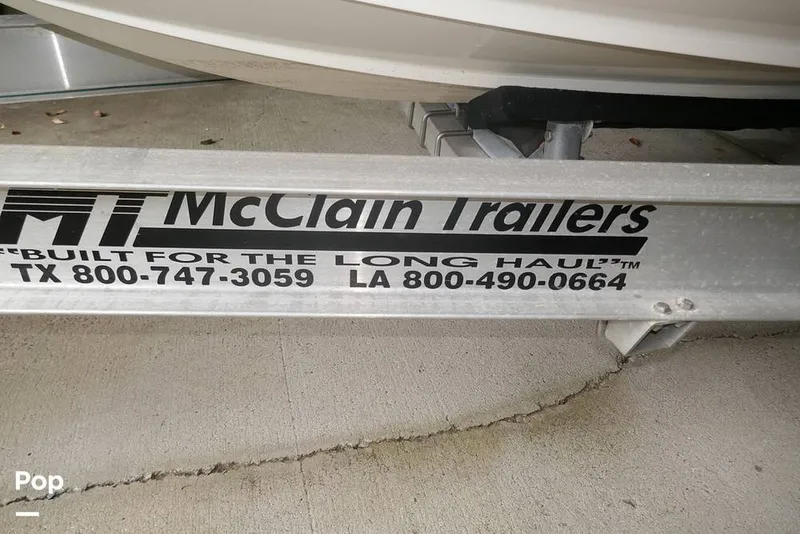 MT McClain Trailers
"BUILT FOR THE LONG HAUL"™
TX 800-747-3059 LA 800-490-0664
Pop